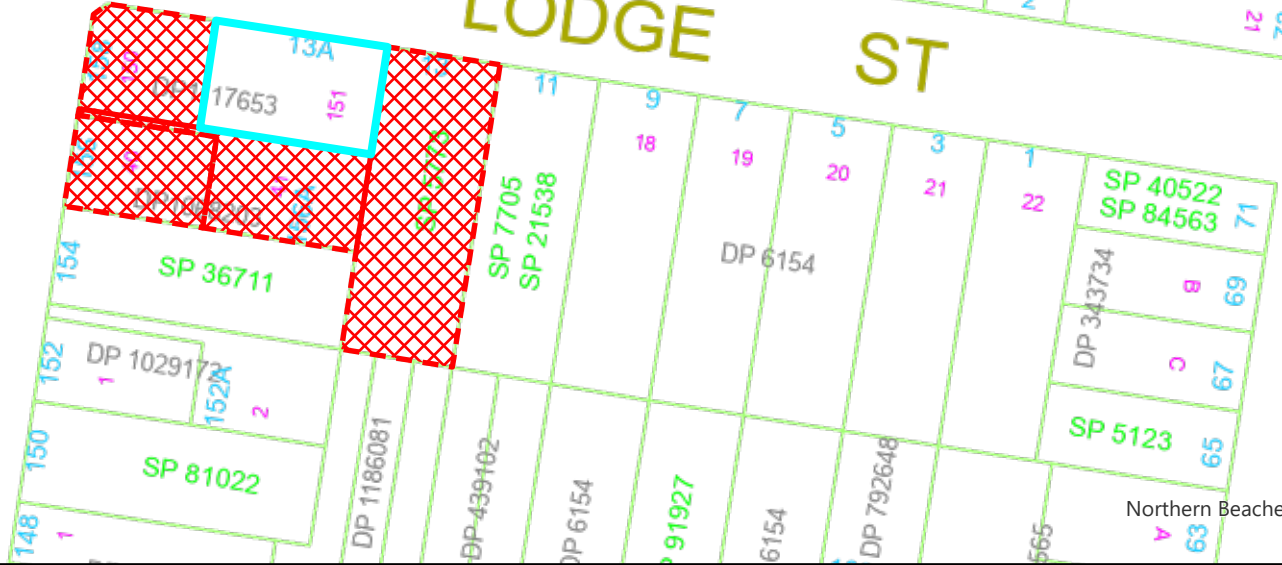 LODGE ST
2
21
13A
17653
151
11
9
7
5
3
1
18
19
20
21
22
SP 7705
SP 21538
DP 6154
SP 40522
SP 84563
71
DP 343734
B
69
C
67
SP 5123
65
154
SP 36711
152
DP 1029172
1
152A
2
150
SP 81022
148
1
DP 1186081
DP 439102
DP 6154
P 91927
6154
DP 792648
565
A
63
Northern Beache